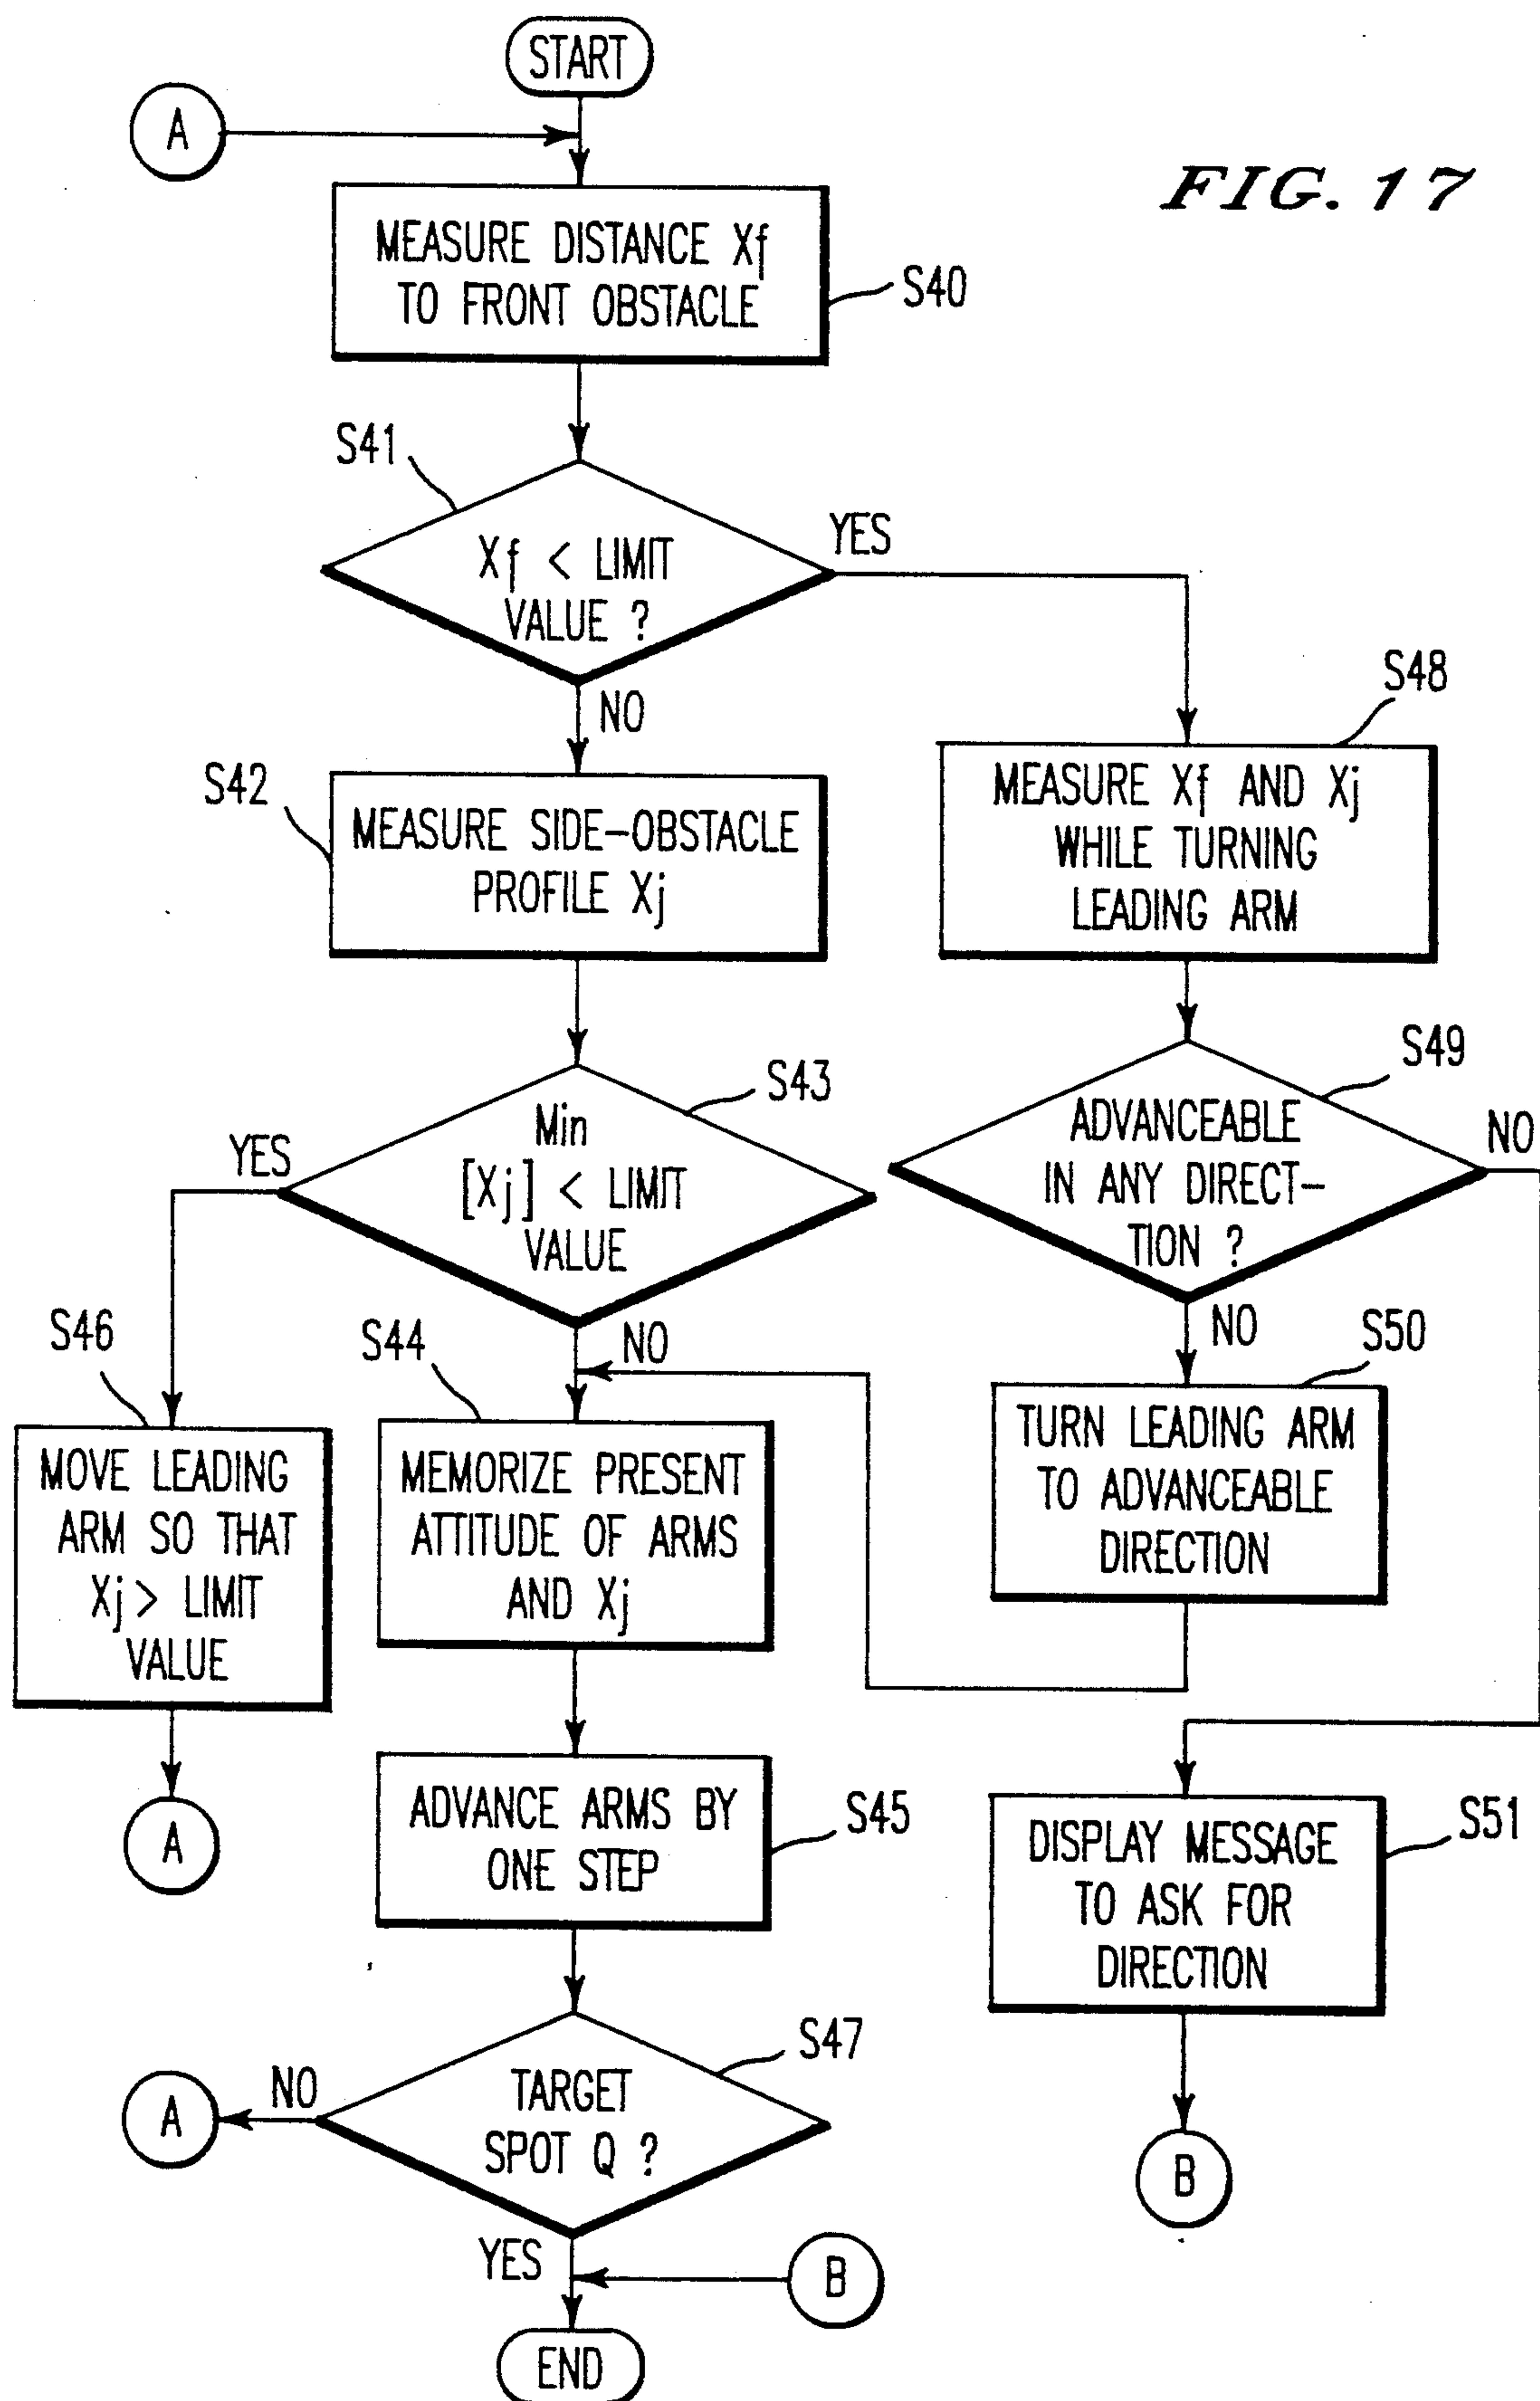 START
A
FIG. 17
MEASURE DISTANCE Xf
TO FRONT OBSTACLE
S40
S41
Xf < LIMIT
VALUE ?
YES
NO
S48
MEASURE Xf AND Xj
WHILE TURNING
LEADING ARM
S42
MEASURE SIDE-OBSTACLE
PROFILE Xj
S43
Min
[Xj] < LIMIT
VALUE
YES
NO
S49
ADVANCEABLE
IN ANY DIRECT-
TION ?
NO
NO
S46
MOVE LEADING
ARM SO THAT
Xj > LIMIT
VALUE
A
S44
MEMORIZE PRESENT
ATTITUDE OF ARMS
AND Xj
S50
TURN LEADING ARM
TO ADVANCEABLE
DIRECTION
ADVANCE ARMS BY
ONE STEP
S45
DISPLAY MESSAGE
TO ASK FOR
DIRECTION
S51
B
S47
TARGET
SPOT Q ?
NO
A
YES
B
END